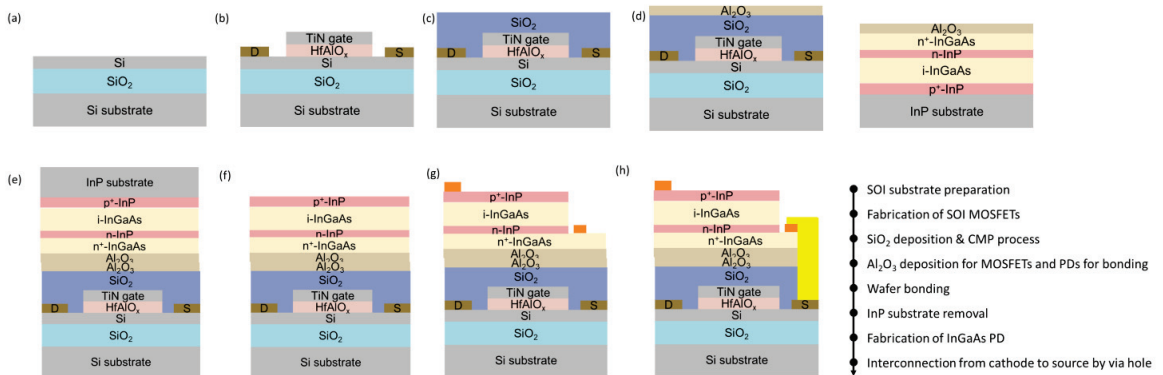 (a)
Si
SiO₂
Si substrate
(b)
TiN gate
D
HfAlOₓ
S
Si
SiO₂
Si substrate
(c)
SiO₂
TiN gate
D
HfAlOₓ
S
Si
SiO₂
Si substrate
(d)
Al₂O₃
SiO₂
TiN gate
D
HfAlOₓ
S
Si
SiO₂
Si substrate
Al₂O₃
n⁺-InGaAs
n-InP
i-InGaAs
p⁺-InP
InP substrate
(e)
InP substrate
p⁺-InP
i-InGaAs
n-InP
n⁺-InGaAs
Al₂O₃
Al₂O₃
SiO₂
TiN gate
D
HfAlOₓ
S
Si
SiO₂
Si substrate
(f)
p⁺-InP
i-InGaAs
n-InP
n⁺-InGaAs
Al₂O₃
Al₂O₃
SiO₂
TiN gate
D
HfAlOₓ
S
Si
SiO₂
Si substrate
(g)
p⁺-InP
i-InGaAs
n-InP
n⁺-InGaAs
Al₂O₃
Al₂O₃
SiO₂
TiN gate
D
HfAlOₓ
S
Si
SiO₂
Si substrate
(h)
p⁺-InP
i-InGaAs
n-InP
n⁺-InGaAs
Al₂O₃
Al₂O₃
SiO₂
TiN gate
D
HfAlOₓ
S
Si
SiO₂
Si substrate
SOI substrate preparation
Fabrication of SOI MOSFETs
SiO₂ deposition & CMP process
Al₂O₃ deposition for MOSFETs and PDs for bonding
Wafer bonding
InP substrate removal
Fabrication of InGaAs PD
Interconnection from cathode to source by via hole